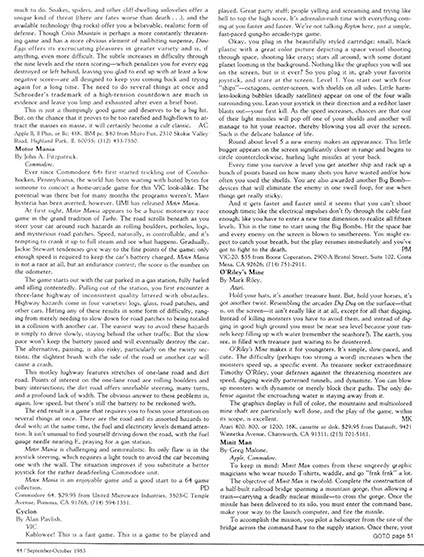 much to do. Snakes, spiders, and other cliff-dwelling unlovelies offer a
unique kind of threat (there are fates worse than death . . .), and the
available technology (big rocks) offer you a believable, realistic form of
defense. Though Crisis Mountain is perhaps a more constantly threaten-
ing game and has a more obvious element of nailbiting suspense, Dino
Eggs offers its excruciating pleasures in greater variety and is, if
anything, even more difficult. The subtle increases in difficulty through
the nine levels and the stern scoring—which penalizes you for every egg
destroyed or left behind, leaving you glad to end up with at least a low
negative score—are all designed to keep you coming back and trying
again for a long time. The need to do several things at once and
Schroeder's trademark of a high-tension countdown are much in
evidence and leave you limp and exhausted after even a brief bout.
This is just a thumpingly good game and deserves to be a big hit.
But, on the chance that it proves to be too rarefied and high-down to at-
tract the masses en masse, it will certainly become a cult classic. AC
Apple II, II Plus, or IIe; 48K. IBM pc. $40 from Micro Fun, 2510 Skokie Valley
Road, Highland Park, IL 60035; (312) 433-7550.
Motor Mania
By John A. Fitzpatrick.
Commodore.
Ever since Commodore 64s first started trickling out of Consho-
hocken, Pennsylvania, the world has been waiting with bated bytes for
someone to concoct a home-arcade game for this VIC look-alike. The
potential was there but for many months the programs weren't. Mass
hysteria has been averted, however. UMI has released Motor Mania.
At first sight, Motor Mania appears to be a basic motorway race
game in the grand tradition of Turbo. The road scrolls beneath as you
steer your car around such hazards as rolling boulders, potholes, logs,
and mysterious road patches. Speed, naturally, is controllable, and it's
tempting to crank it up to full steam and see what happens. Gradually,
Jackie Stewart tendencies give way to the fine points of the game: only
enough speed is required to keep the car's battery charged. Motor Mania
is not a race at all, but an endurance contest; the score is the number on
the odometer.
The game starts out with the car parked in a gas station, fully fueled
and idling contentedly. Pulling out of the station, you first encounter a
three-lane highway of inconsistent quality littered with obstacles.
Highway hazards come in four varieties: logs, glass, road patches, and
other cars. Hitting any of these results in some form of difficulty, rang-
ing from merely needing to slow down for road patches to being totaled
in a collision with another car. The easiest way to avoid these hazards
is simply to drive slowly, staying behind the other traffic. But the slow
pace won't keep the battery paced and will eventually destroy the car.
The alternative, passing, is also risky, particularly on the twisty sec-
tions; the slightest brush with the side of the road or another car will
cause a crash.
This motley highway features stretches of one-lane road and dirt
road. Points of interest on the one-lane road are rolling boulders and
busy intersections; the dirt road offers unreliable steering, many turns,
and a profound lack of width. The obvious answer to these problems is,
again, low speed, but there's still the battery to be reckoned with.
The end result is a game that requires you to focus your attention on
several things at once. There are the road and its assorted hazards to
deal with; at the same time, the fuel and electricity levels demand atten-
tion. It isn't unusual to find yourself driving down the road, with the fuel
gauge needle nearing E, praying for a gas station.
Motor Mania is challenging and semirealistic. Its only flaw is in the
joystick steering, which requires a light touch to avoid the car becoming
one with the wall. The situation improves if you substitute a better
joystick for the rather dead-feeling Commodore unit.
Motor Mania is an enjoyable game and a good start to a 64 game
collection. PD
Commodore 64. $29.95 from United Microware Industries, 3503-C Temple
Avenue, Pomona, CA 91768; (714) 594-1351.
Cyclon
By Alan Pavlish.
VIC.
Kablowee! This is a fast game. This is a game to be played and
44 / September-October 1983
played. Great party stuff; people yelling and screaming and trying like
hell to top the high score. It's adrenalin-rush time with everything com-
ing at you faster and faster. We're not talking Repton here, just a simple,
fast-paced gung-ho arcade-type game.
Okay, you plug in the beautifully styled cartridge: small, black
plastic with a great color picture depicting a space vessel shooting
through space, shooting like crazy; stars all around, with some distant
planet looming in the background. Nothing like the graphics you will see
on the screen, but is it ever? So you plug it in, grab your favorite
joystick, and stare at the screen. Level 1. You start out with four
"ships"—octagons, center-screen, with shields on all sides. Little harm-
less-looking baubles (deadly satellites) appear on one of the four walls
surrounding you. Lean your joystick in their direction and a red-hot laser
blasts out—your first kill. As the speed increases, chances are that one
of their light missiles will pop off one of your shields and another will
manage to hit your reactor, thereby blowing you all over the screen.
Such is the delicate balance of life.
Round about level 5 a new enemy makes an appearance. This little
bugger appears on the screen significantly closer in range and begins to
circle counterclockwise, hurling light missiles at your back.
Every time you survive a level you get another ship and rack up a
bunch of points based on how many shots you have wasted and/or how
often you used the shields. You are also awarded another Big Bomb—
devices that will eliminate the enemy in one swell foop, for use when
things get really sticky.
And it gets faster and faster until it seems that you can't shoot
enough times; like the electrical impulses don't fly through the cable fast
enough; like you have to enter a new time dimension to realize all fifteen
levels. This is the time to start using the Big Bombs. Hit the space bar
and every enemy on the screen is blown to smithereens. You might ex-
pect to catch your breath, but the play resumes immediately and you've
got to fight to the death. PM
VIC-20. $35 from Boone Corporation, 2900-A Bristol Street, Suite 102, Costa
Mesa, CA 92626; (714) 751-2911.
O'Riley's Mine
By Mark Riley.
Atari.
Hold your hats, it's another treasure hunt. But, hold your horses, it's
got another twist. Resembling the arcader Dig Dug on the surface—that
is, on the screen—it isn't really like it at all, except for all that digging.
Instead of killing monsters you have to avoid them, and instead of dig-
ging in good high ground you must be near sea level because your tun-
nels keep filling up with water (remember the seashore?). The earth, you
see, is filled with treasure just waiting to be disinterred.
O'Riley's Mine makes it for youngsters. It's simple, slow-paced, and
cute. The difficulty (perhaps too strong a word) increases when the
monsters speed up, a specific event. As treasure seeker extraordinaire
Timothy O'Riley, your defenses against the threatening monsters are
speed, digging weirdly patterned tunnels, and dynamite. You can blow
up monsters with dynamite or merely block their paths. The only de-
fense against the encroaching water is staying away from it.
The graphics display is full of color, the mountains and multicolored
mine shaft are particularly well done, and the play of the game, within
its scope, is excellent. MK
Atari 400, 800, or 1200, 16K, cassette or disk. $29.95 from Datasoft, 9421
Winnetka Avenue, Chatsworth, CA 91311; (213) 701-5161.
Minit Man
By Greg Malone.
Apple, Commodore.
To keep in mind: Minit Man comes from these ungreedy graphic
magicians who wear tuxedo T-shirts, waddle, and go "frnk frnk" a lot.
The objective of Minit Man is twofold. Complete the construction of
a half-built railroad bridge spanning a mountain gorge, thus allowing a
train—carrying a deadly nuclear missile—to cross the gorge. Once the
missile has been delivered to its silo, you must enter the command base,
make your way to the launch computer, and fire the missile.
To accomplish the mission, you pilot a helicopter from the site of the
bridge across the command base to the supply station. Once there, your
GOTO page 51